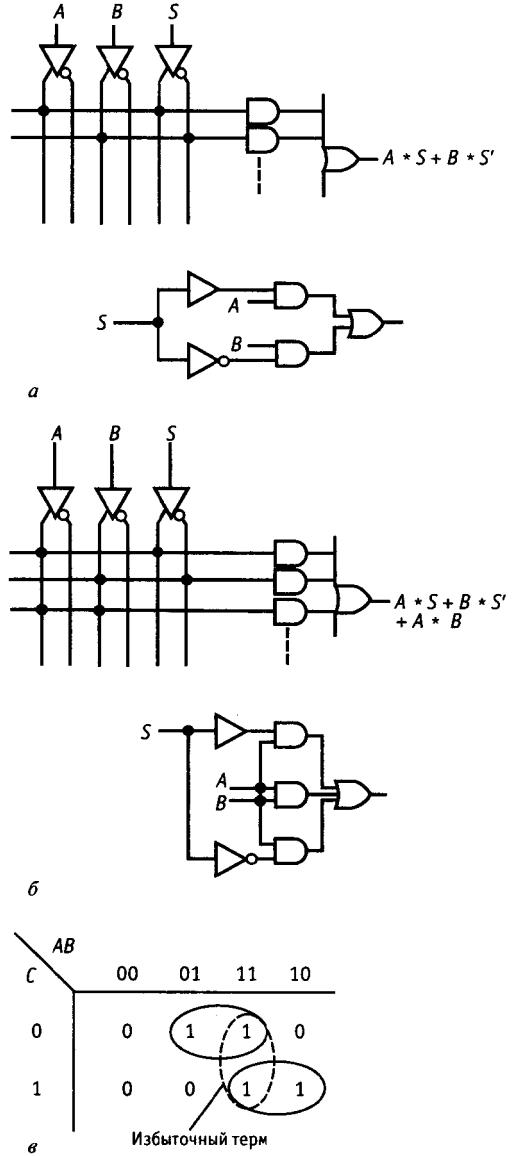 A B S
A * S + B * S'
A
S
B
а
A B S
A * S + B * S'
+ A * B
S
A
B
б
AB
C 00 01 11 10
0 0 1 1 0
1 0 0 1 1
Избыточный терм
в